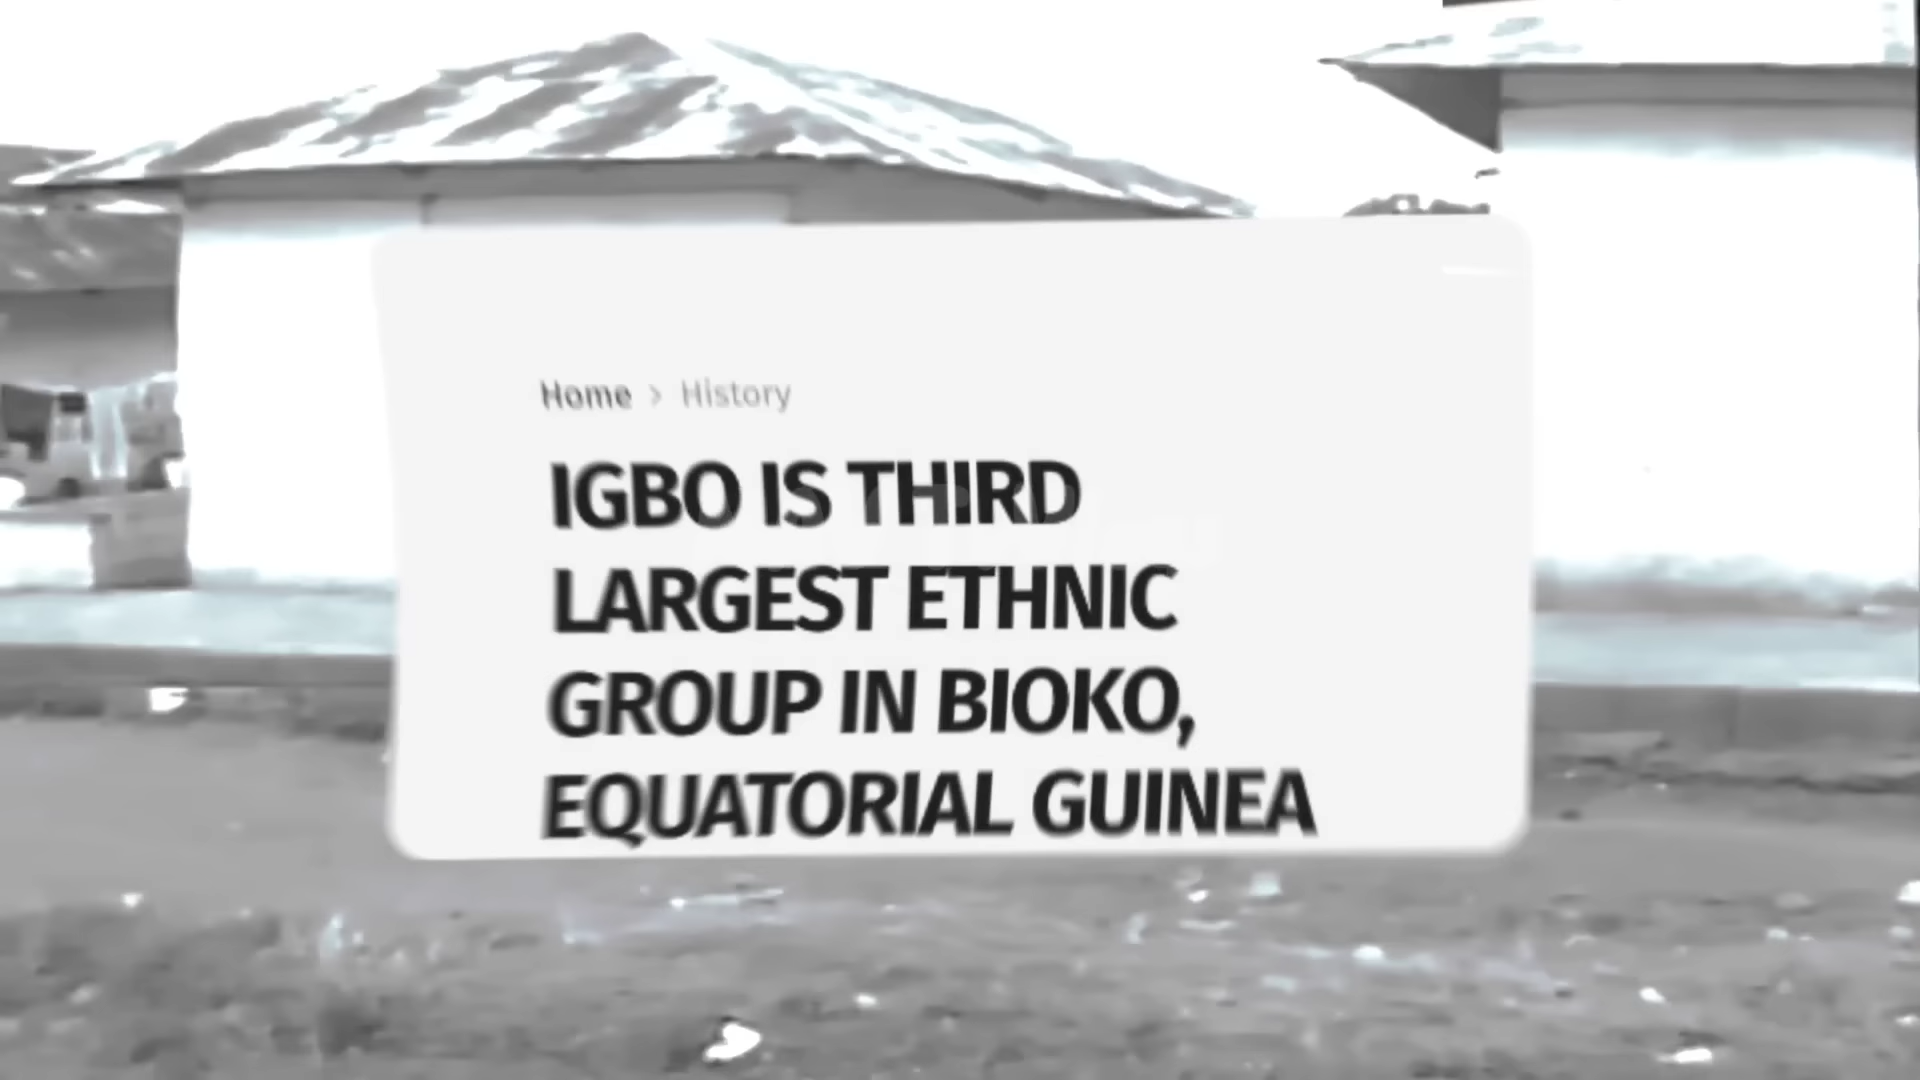 Home > History
IGBO IS THIRD
LARGEST ETHNIC
GROUP IN BIOKO,
EQUATORIAL GUINEA